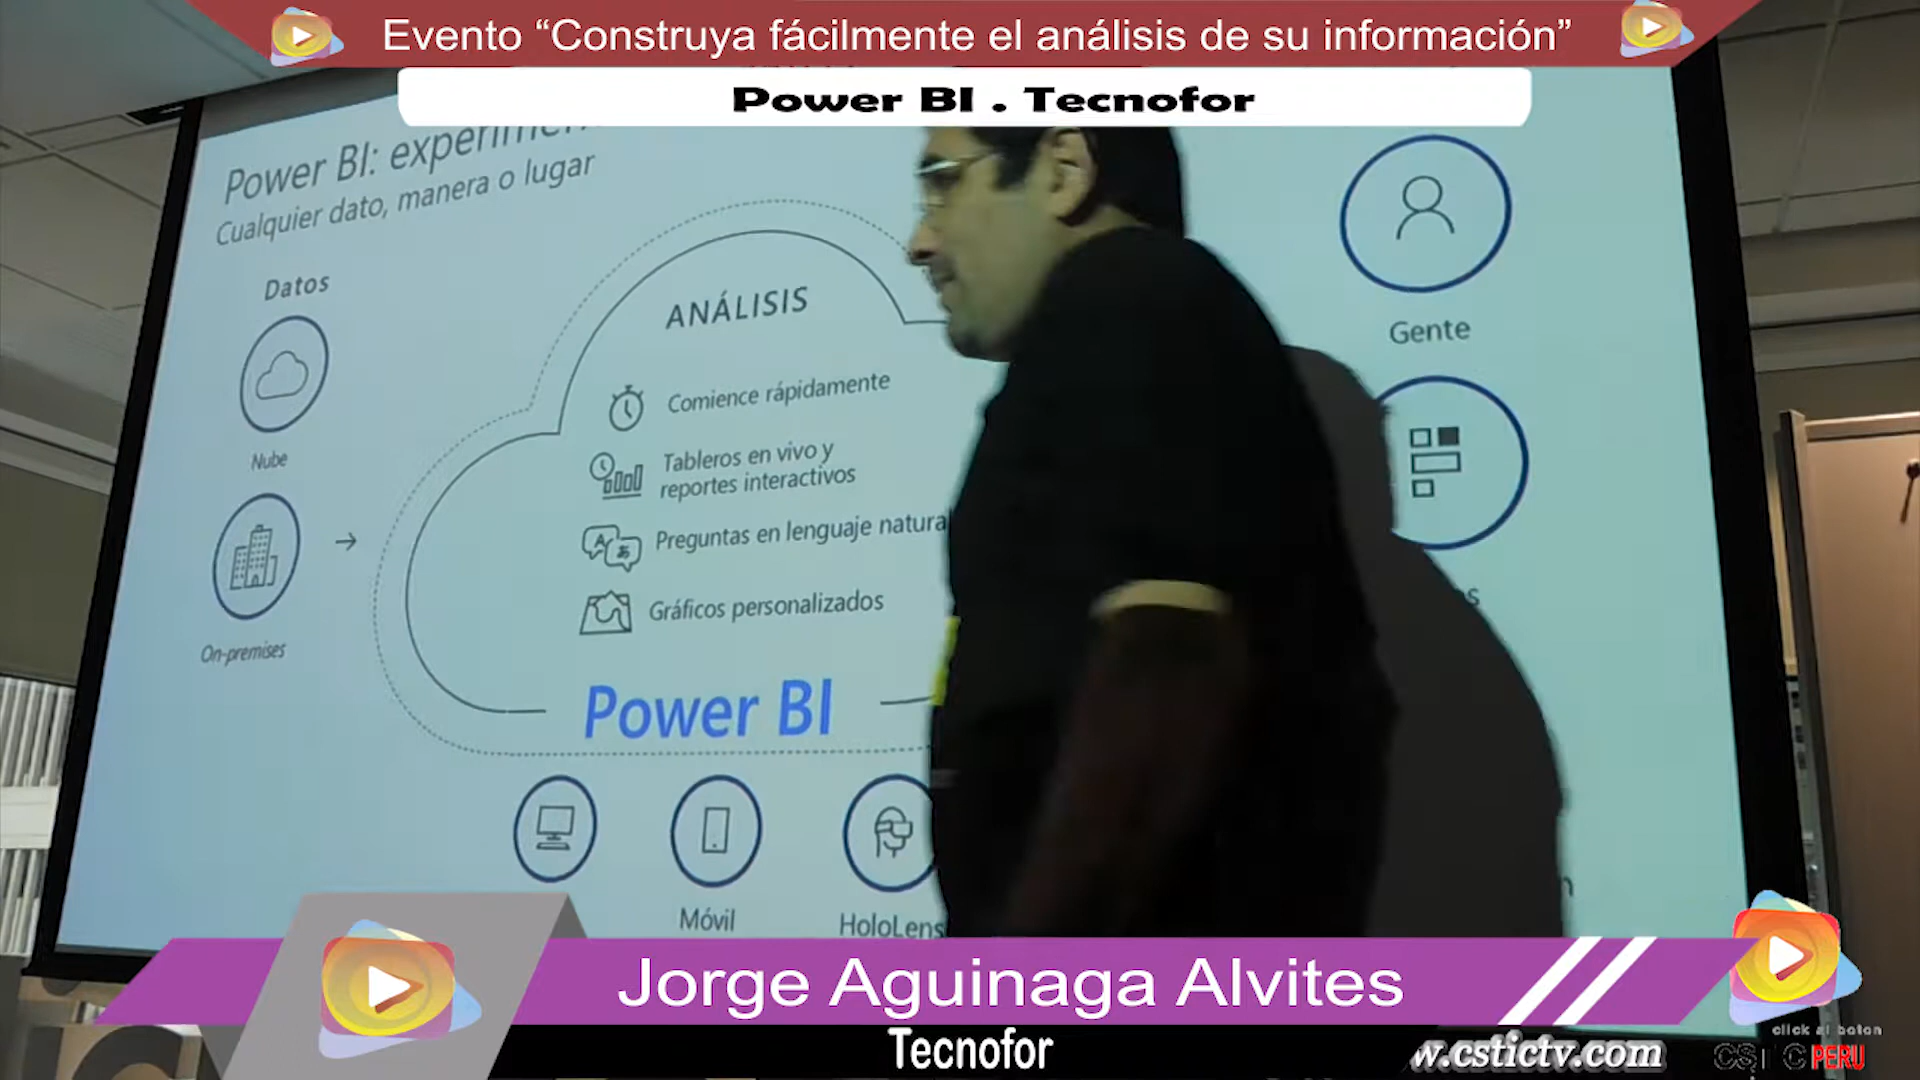 Evento “Construya fácilmente el análisis de su información”
Power BI . Tecnofor
Power BI:
Cualquier dato, manera o lugar
Datos
Nube
On-premises
ANÁLISIS
Comience rápidamente
Tableros en vivo y
reportes interactivos
Preguntas en lenguaje natura
Gráficos personalizados
Power BI
Móvil
HoloLens
Gente
Jorge Aguinaga Alvites
Tecnofor
w.cstictv.com
click al boton
CSTIC PERU